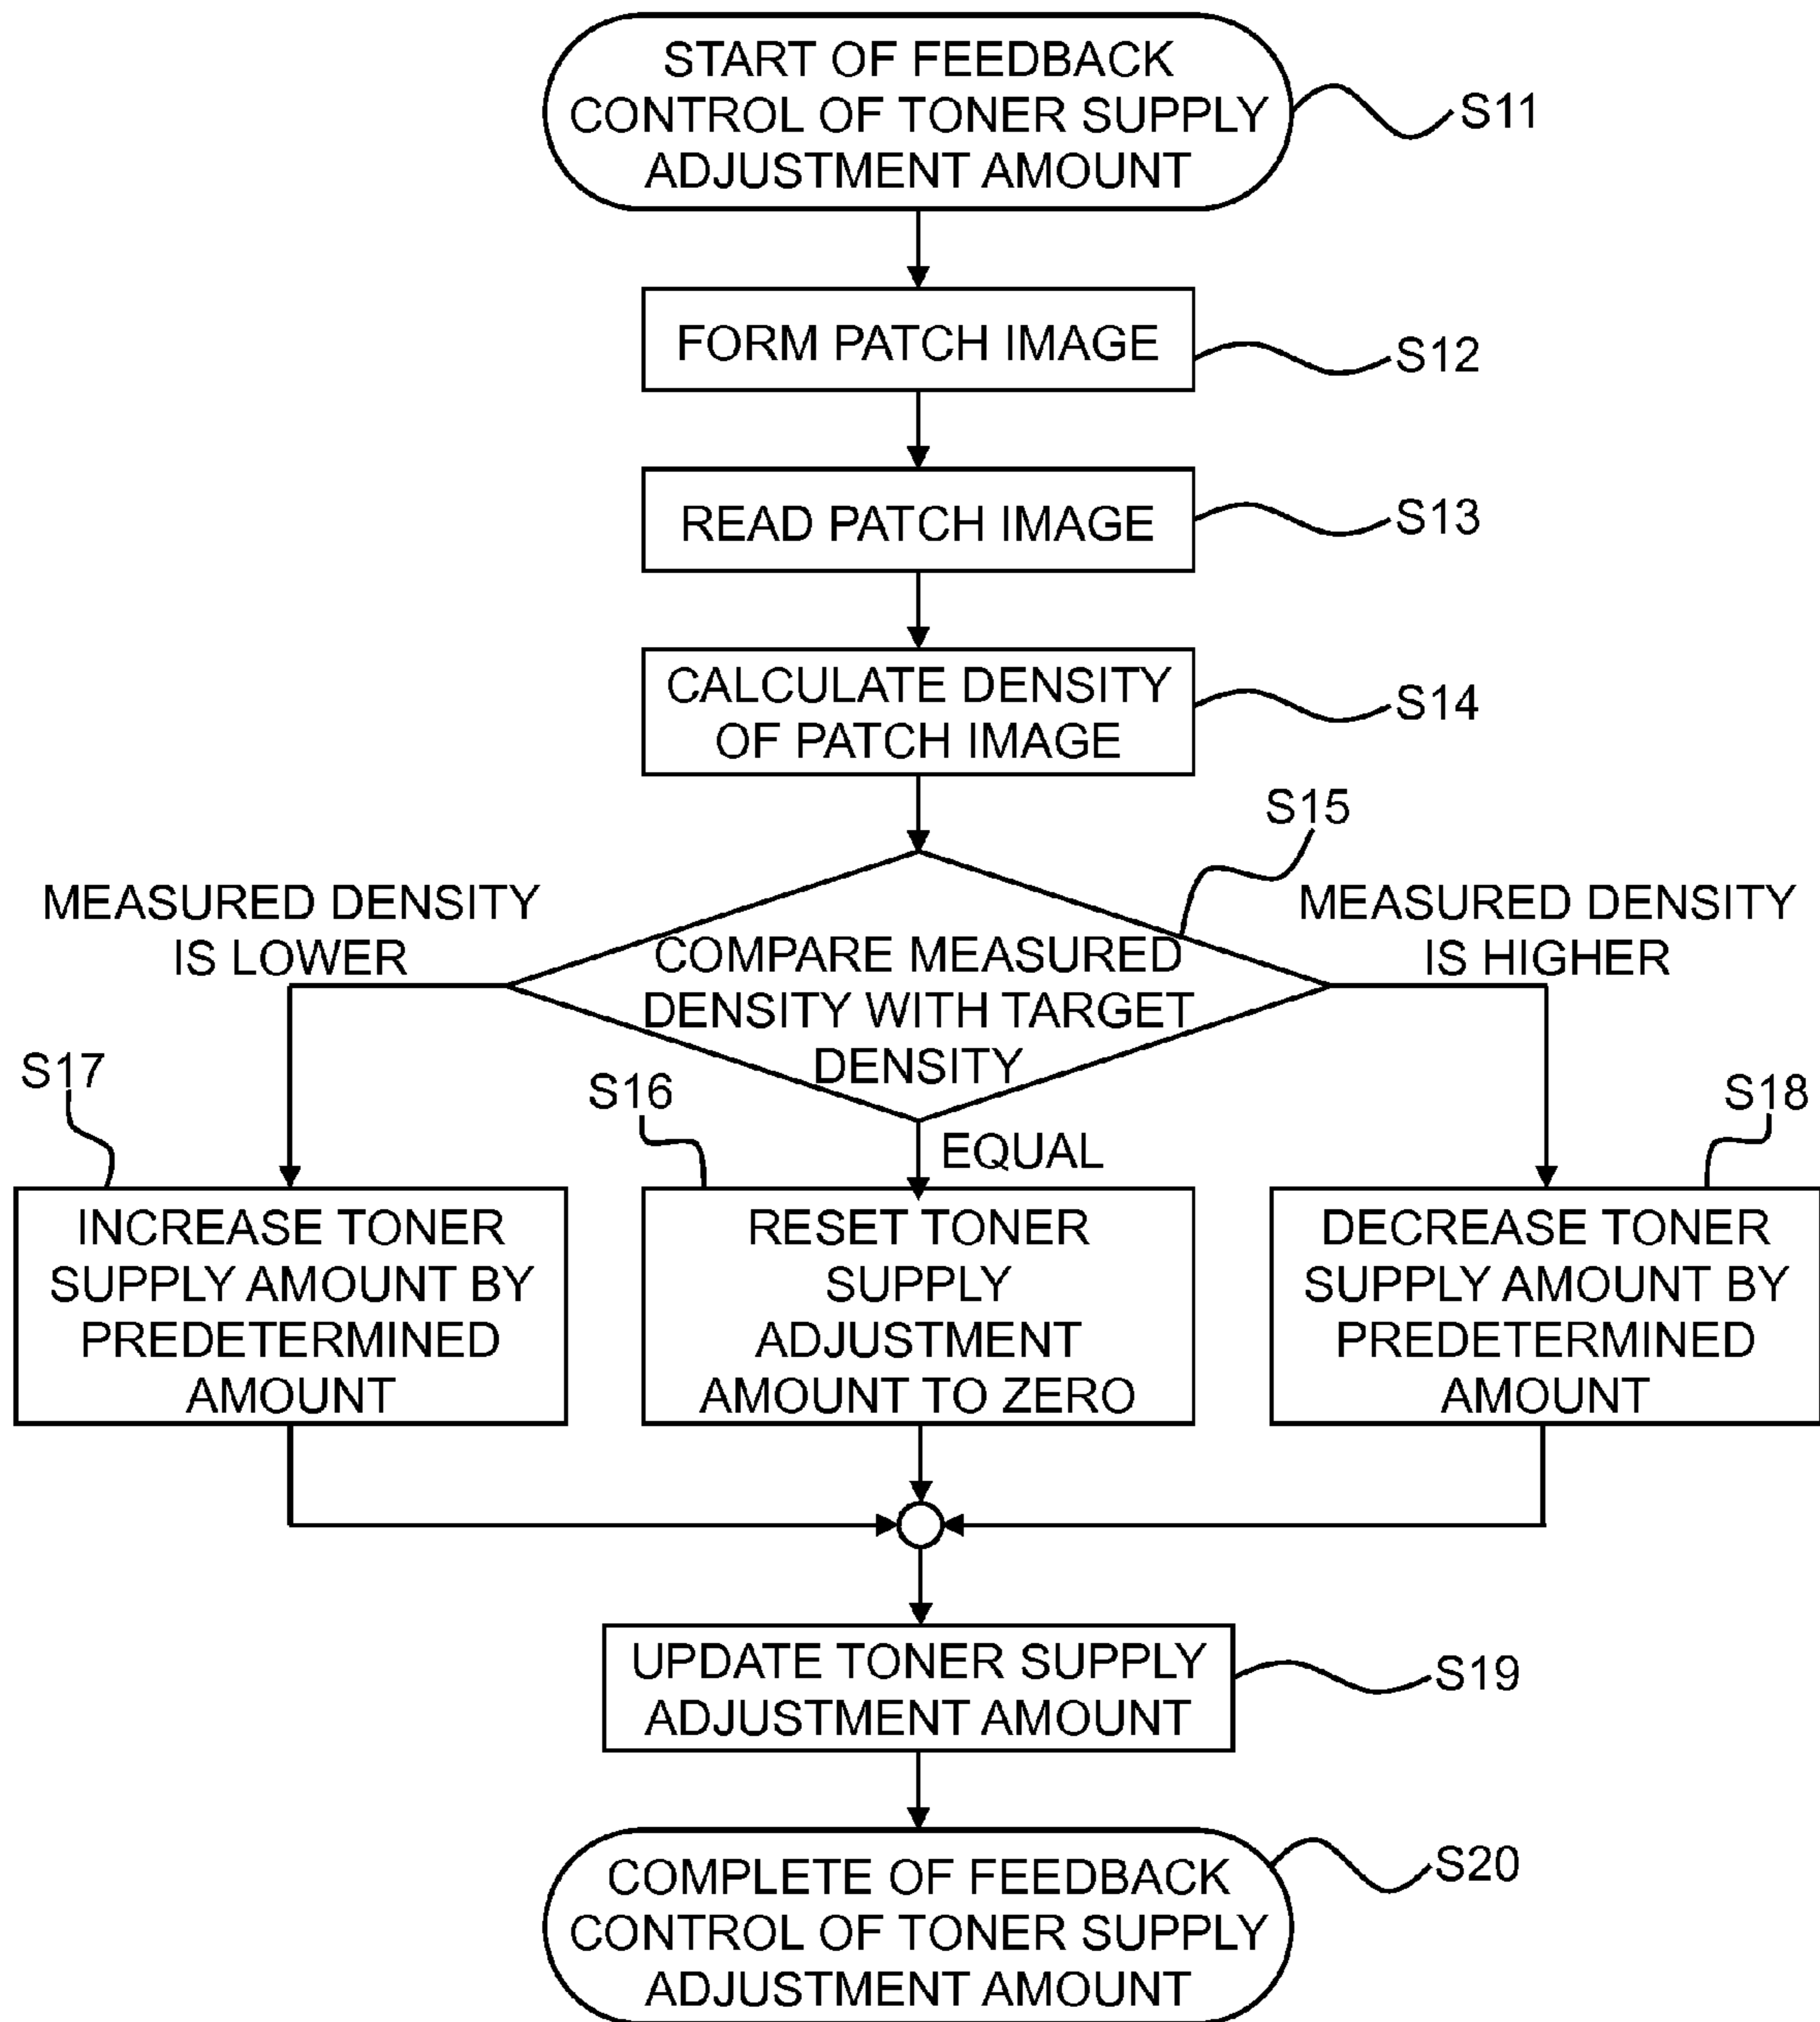 START OF FEEDBACK
CONTROL OF TONER SUPPLY
ADJUSTMENT AMOUNT
S11
FORM PATCH IMAGE
S12
READ PATCH IMAGE
S13
CALCULATE DENSITY
OF PATCH IMAGE
S14
S15
MEASURED DENSITY
IS LOWER
COMPARE MEASURED
DENSITY WITH TARGET
DENSITY
MEASURED DENSITY
IS HIGHER
S17
S16
EQUAL
S18
INCREASE TONER
SUPPLY AMOUNT BY
PREDETERMINED
AMOUNT
RESET TONER
SUPPLY
ADJUSTMENT
AMOUNT TO ZERO
DECREASE TONER
SUPPLY AMOUNT BY
PREDETERMINED
AMOUNT
UPDATE TONER SUPPLY
ADJUSTMENT AMOUNT
S19
COMPLETE OF FEEDBACK
CONTROL OF TONER SUPPLY
ADJUSTMENT AMOUNT
S20